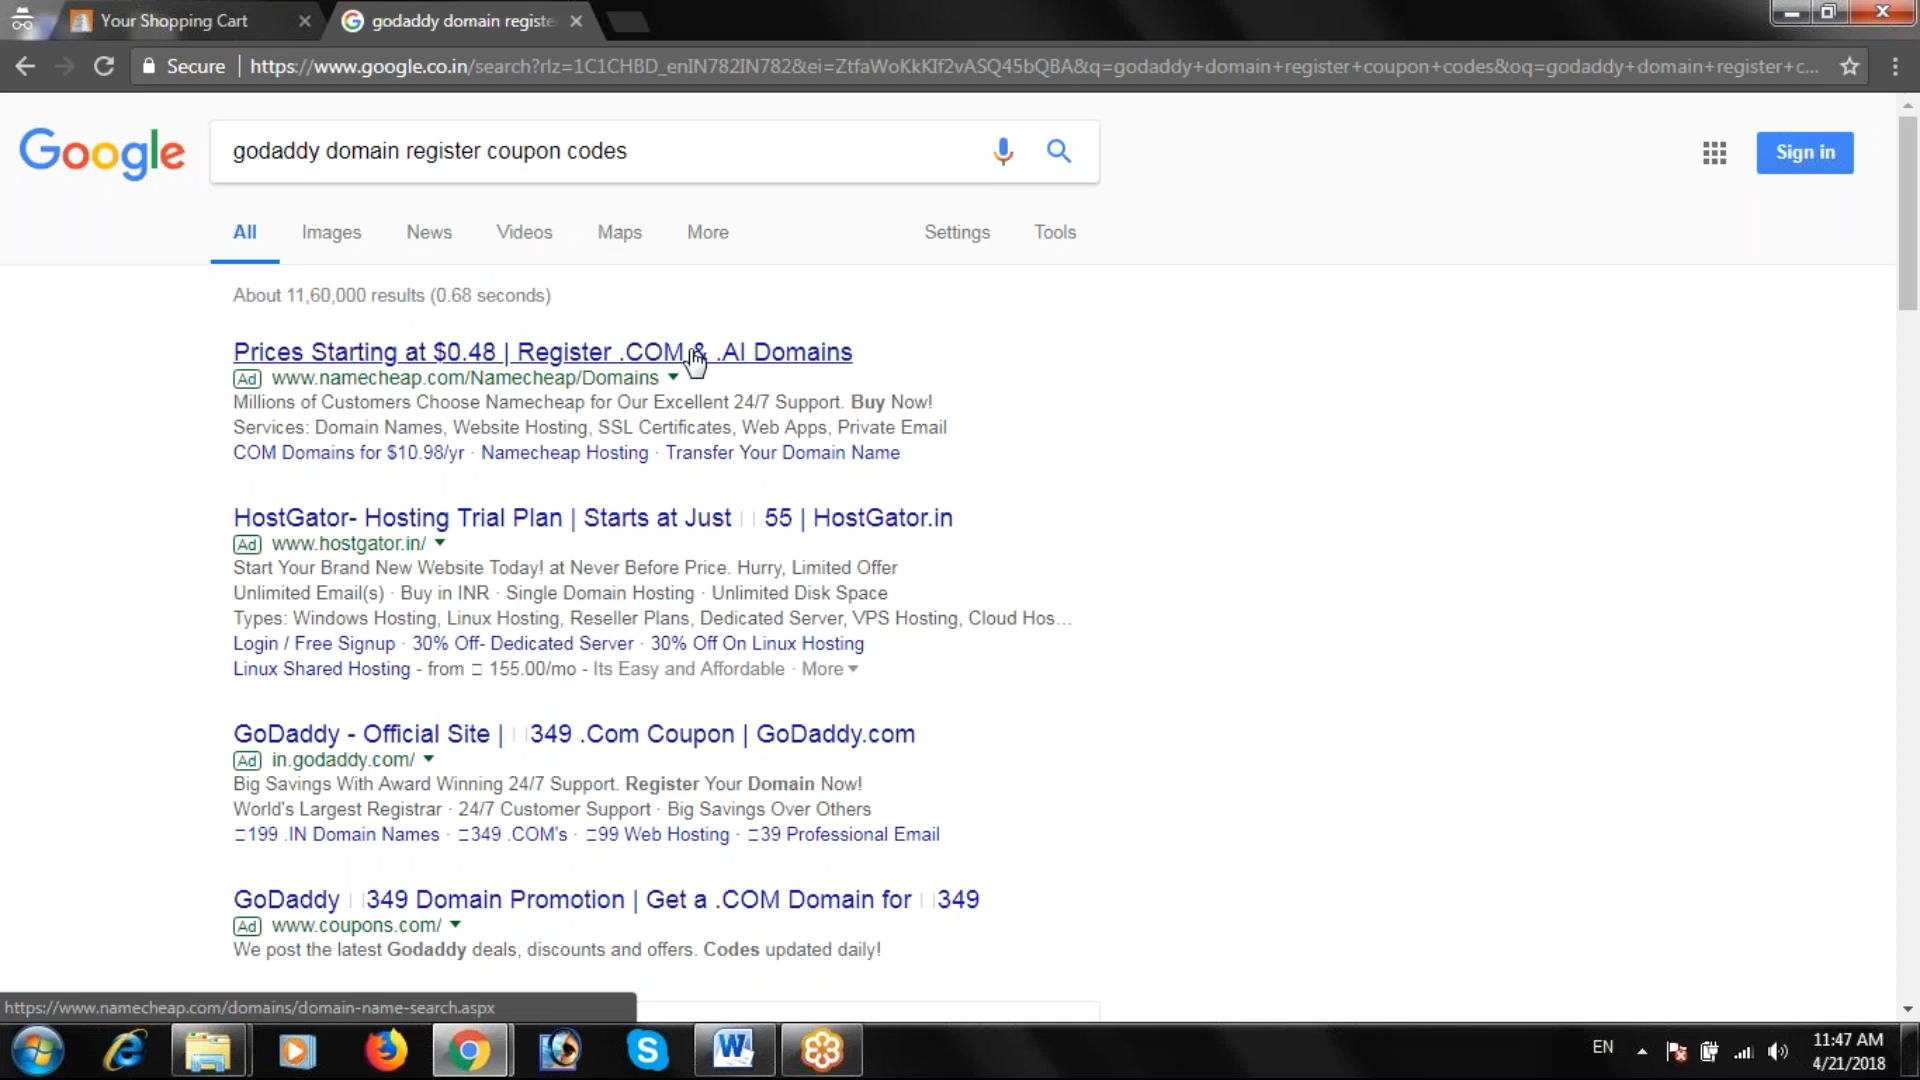 Your Shopping Cart
godaddy domain registe
Secure | https://www.google.co.in/search?rlz=1C1CHBD_enIN782IN782&ei=ZtfaWoKkKIf2vASQ45bQBA&q=godaddy+domain+register+coupon+codes&oq=godaddy+domain+register+c...
Google
godaddy domain register coupon codes
Sign in
All Images News Videos Maps More Settings Tools
About 11,60,000 results (0.68 seconds)
Prices Starting at $0.48 | Register .COM & .AI Domains
Ad www.namecheap.com/Namecheap/Domains
Millions of Customers Choose Namecheap for Our Excellent 24/7 Support. Buy Now!
Services: Domain Names, Website Hosting, SSL Certificates, Web Apps, Private Email
COM Domains for $10.98/yr · Namecheap Hosting · Transfer Your Domain Name
HostGator- Hosting Trial Plan | Starts at Just 55 | HostGator.in
Ad www.hostgator.in/
Start Your Brand New Website Today! at Never Before Price. Hurry, Limited Offer
Unlimited Email(s) · Buy in INR · Single Domain Hosting · Unlimited Disk Space
Types: Windows Hosting, Linux Hosting, Reseller Plans, Dedicated Server, VPS Hosting, Cloud Hos...
Login / Free Signup · 30% Off- Dedicated Server · 30% Off On Linux Hosting
Linux Shared Hosting - from 155.00/mo - Its Easy and Affordable · More
GoDaddy - Official Site | 349 .Com Coupon | GoDaddy.com
Ad in.godaddy.com/
Big Savings With Award Winning 24/7 Support. Register Your Domain Now!
World's Largest Registrar · 24/7 Customer Support · Big Savings Over Others
199 .IN Domain Names · 349 .COM's · 99 Web Hosting · 39 Professional Email
GoDaddy 349 Domain Promotion | Get a .COM Domain for 349
Ad www.coupons.com/
We post the latest Godaddy deals, discounts and offers. Codes updated daily!
https://www.namecheap.com/domains/domain-name-search.aspx
EN
11:47 AM
4/21/2018